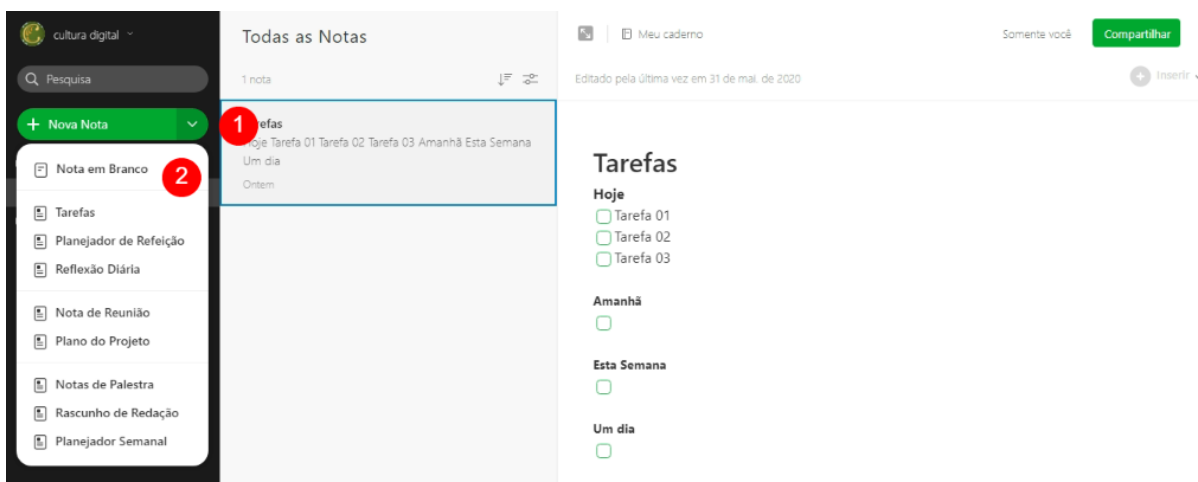 cultura digital
Pesquisa
+ Nova Nota
1
Nota em Branco
2
Tarefas
Planejador de Refeição
Reflexão Diária
Nota de Reunião
Plano do Projeto
Notas de Palestra
Rascunho de Redação
Planejador Semanal
Todas as Notas
1 nota
refas
oje Tarefa 01 Tarefa 02 Tarefa 03 Amanhã Esta Semana
Um dia
Ontem
Meu caderno
Somente você
Compartilhar
Editado pela última vez em 31 de mai. de 2020
Inserir
Tarefas
Hoje
Tarefa 01
Tarefa 02
Tarefa 03
Amanhã
Esta Semana
Um dia